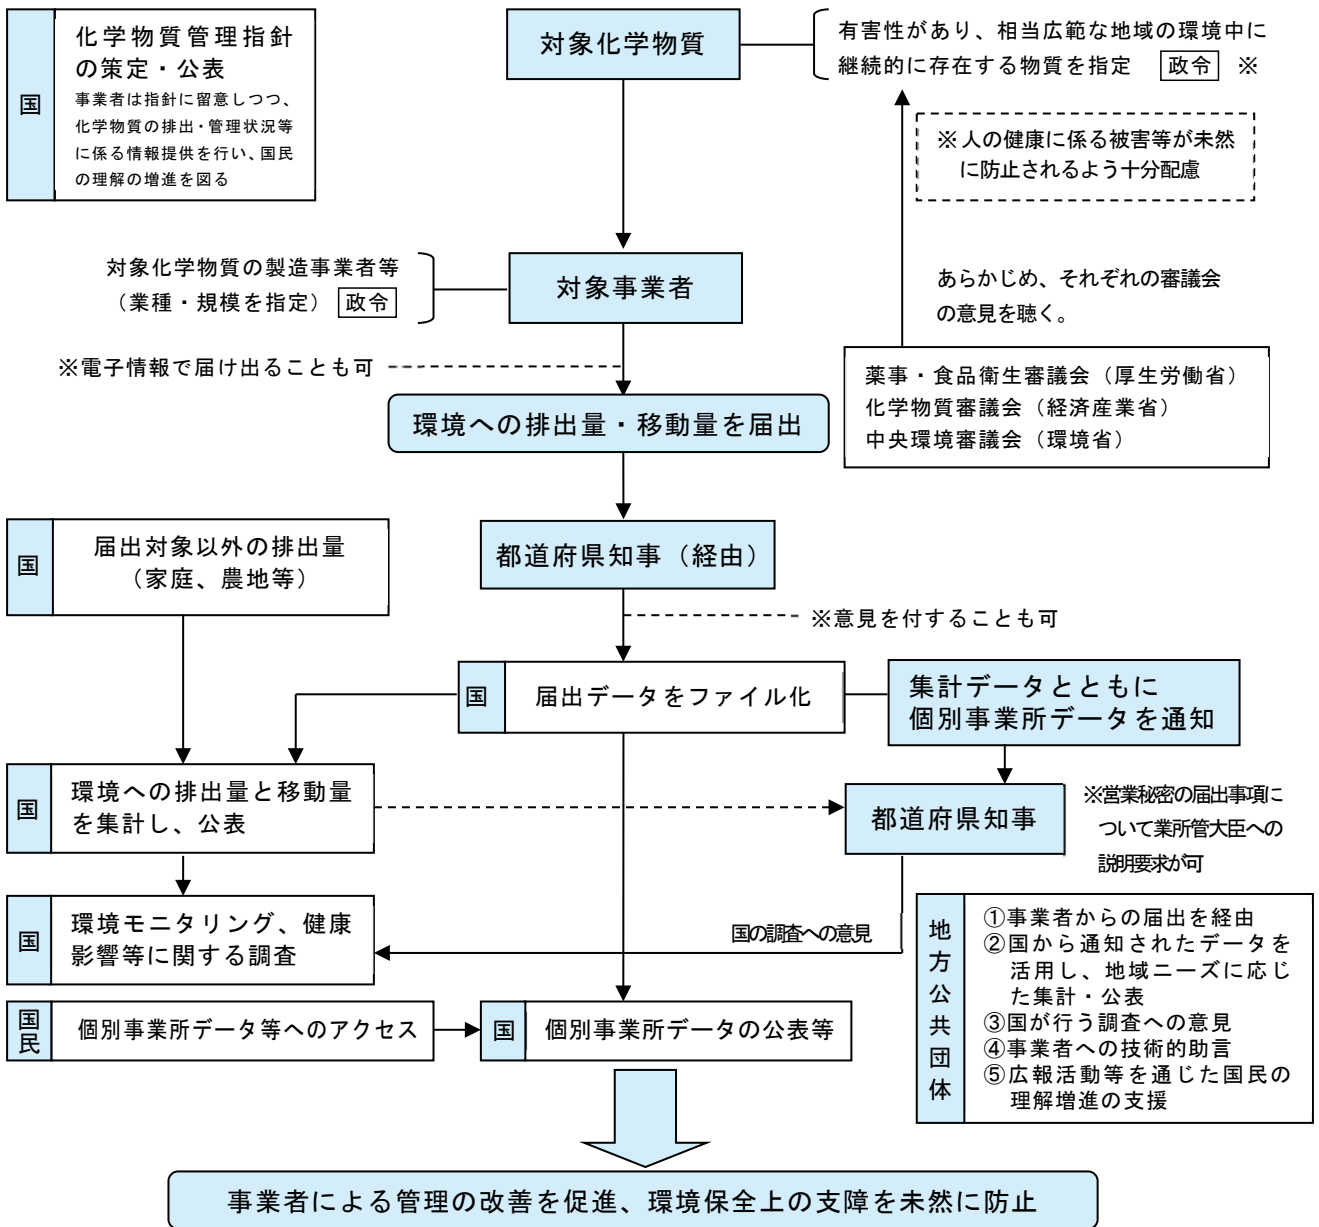 国
化学物質管理指針
の策定・公表
事業者は指針に留意しつつ、
化学物質の排出・管理状況等
に係る情報提供を行い、国民
の理解の増進を図る
対象化学物質
有害性があり、相当広範な地域の環境中に
継続的に存在する物質を指定 政令 ※
※人の健康に係る被害等が未然
に防止されるよう十分配慮
対象化学物質の製造事業者等
（業種・規模を指定） 政令
対象事業者
あらかじめ、それぞれの審議会
の意見を聴く。
※電子情報で届け出ることも可
薬事・食品衛生審議会（厚生労働省）
化学物質審議会（経済産業省）
中央環境審議会（環境省）
環境への排出量・移動量を届出
国
届出対象以外の排出量
（家庭、農地等）
都道府県知事（経由）
※意見を付することも可
国
届出データをファイル化
集計データとともに
個別事業所データを通知
国
環境への排出量と移動量
を集計し、公表
都道府県知事
※営業秘密の届出事項に
ついて業所管大臣への
説明要求が可
国
環境モニタリング、健康
影響等に関する調査
国の調査への意見
地方公共団体
①事業者からの届出を経由
②国から通知されたデータを
活用し、地域ニーズに応じ
た集計・公表
③国が行う調査への意見
④事業者への技術的助言
⑤広報活動等を通じた国民の
理解増進の支援
国民
個別事業所データ等へのアクセス
国
個別事業所データの公表等
事業者による管理の改善を促進、環境保全上の支障を未然に防止